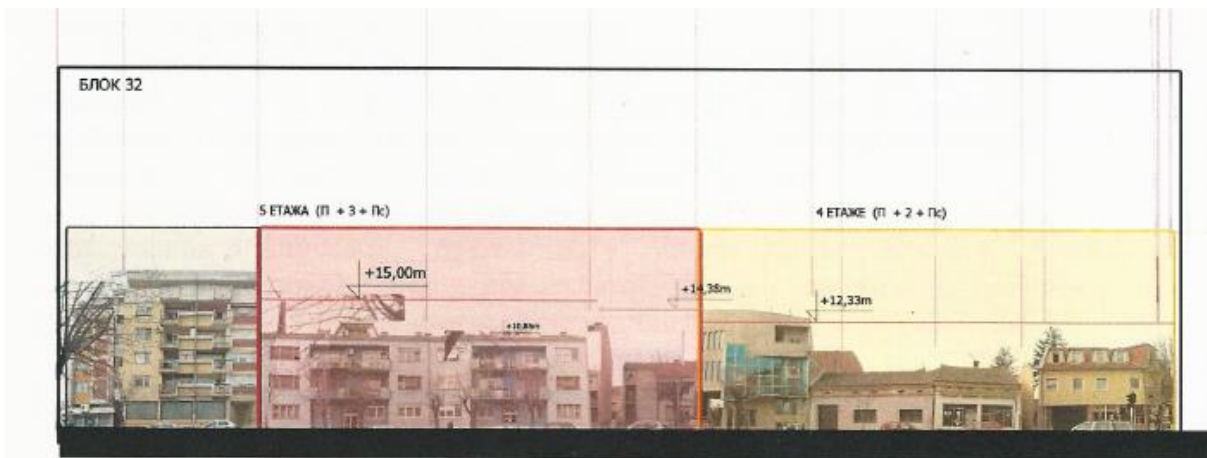 БЛОК 32
5 ЕТАЖА (П + 3 + Пс)
4 ЕТАЖЕ (П + 2 + Пс)
+15,00m
+14,38m
+12,33m